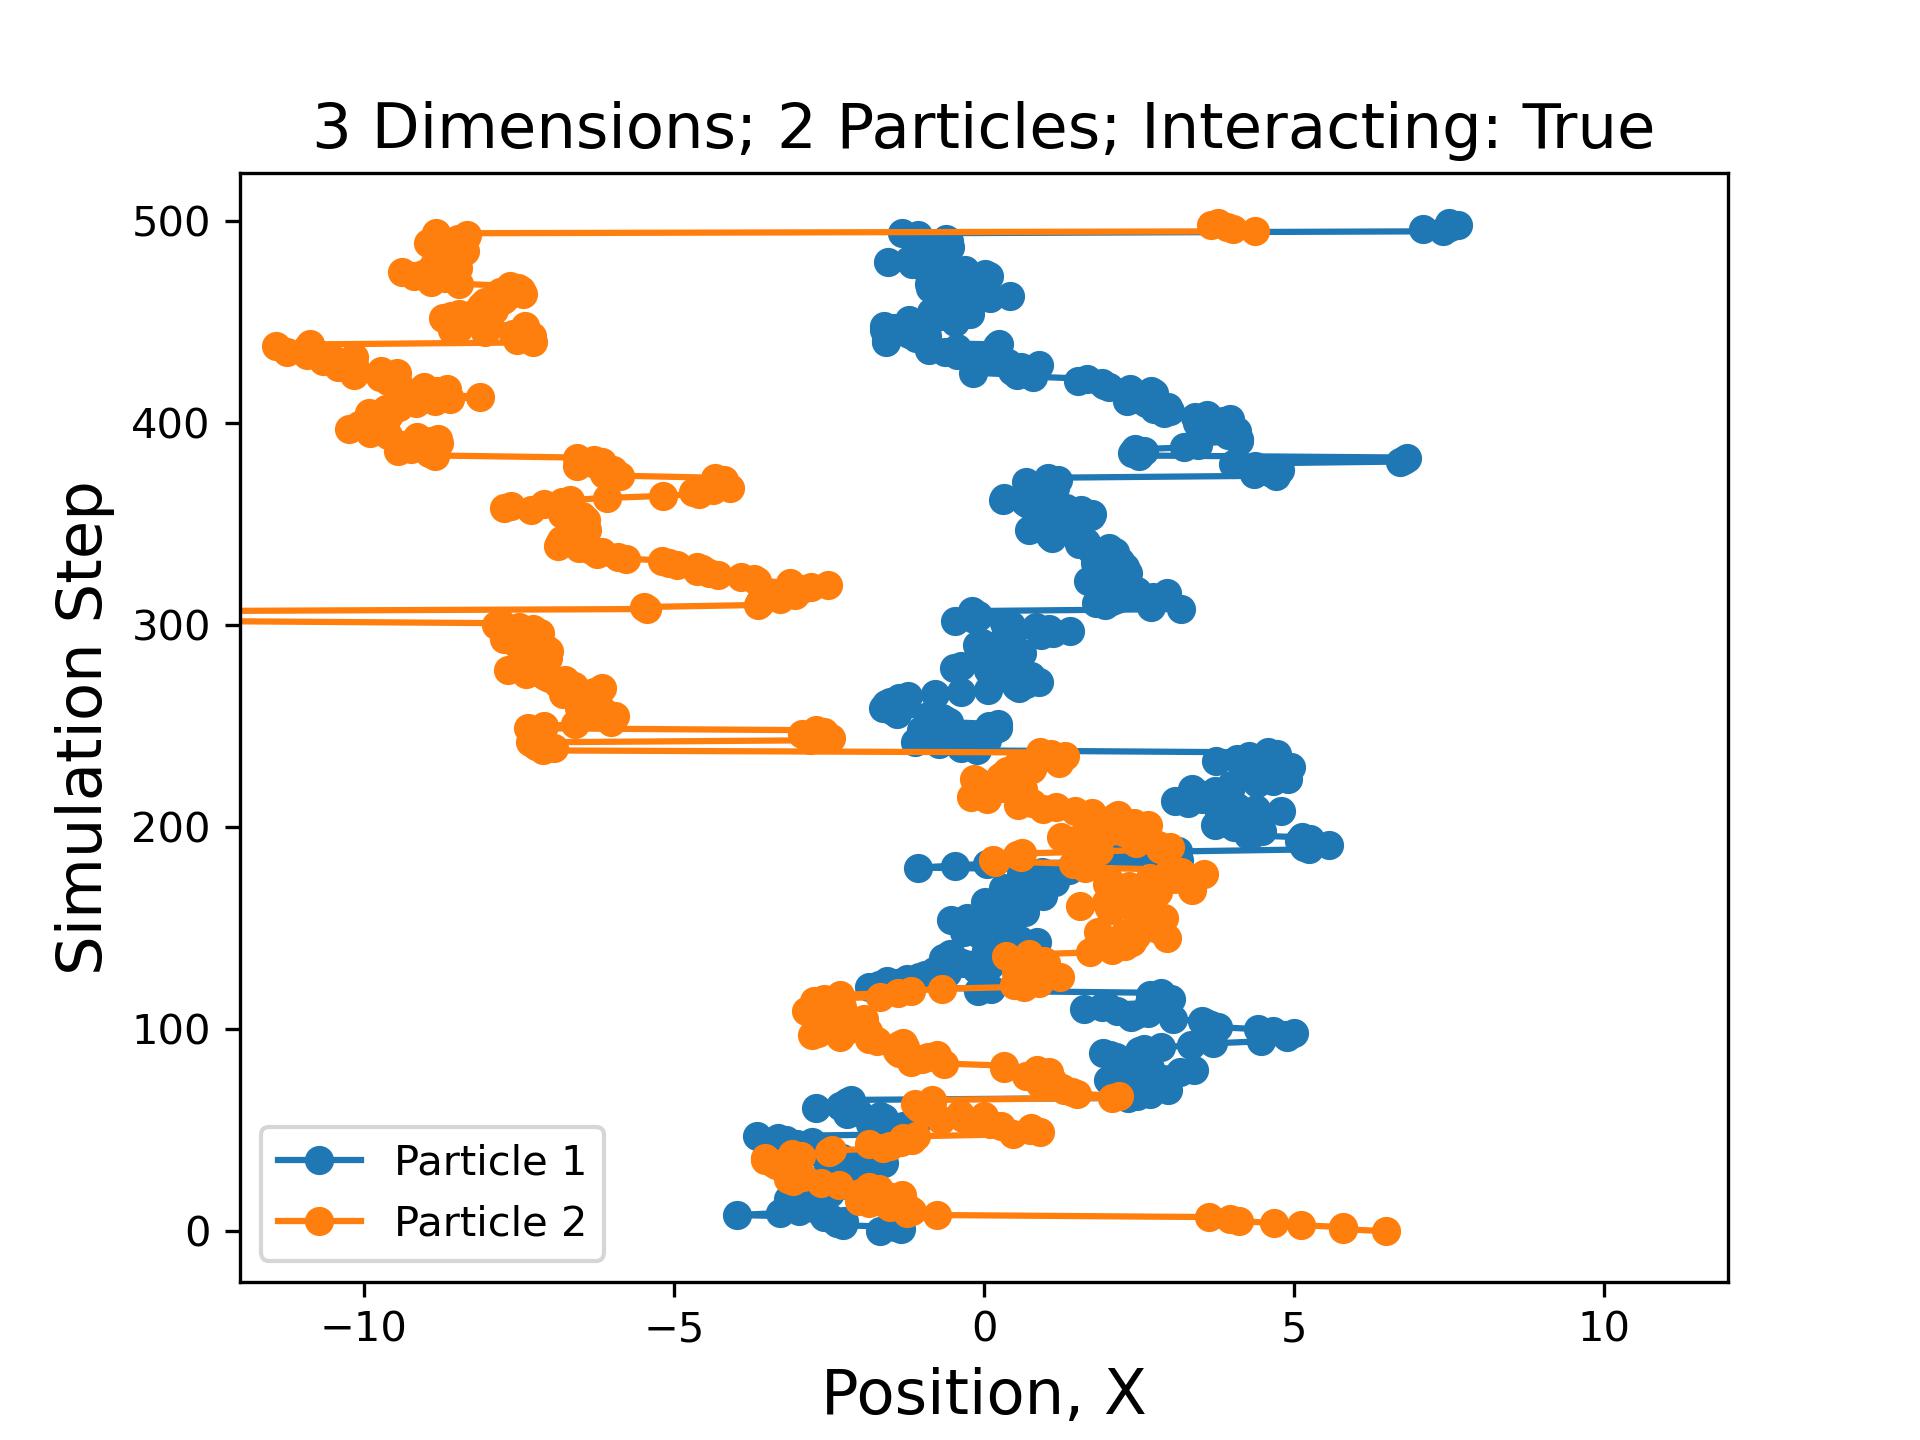 3 Dimensions; 2 Particles; Interacting: True
Simulation Step
500
400
300
200
100
0
Particle 1
Particle 2
−10
−5
0
5
10
Position, X